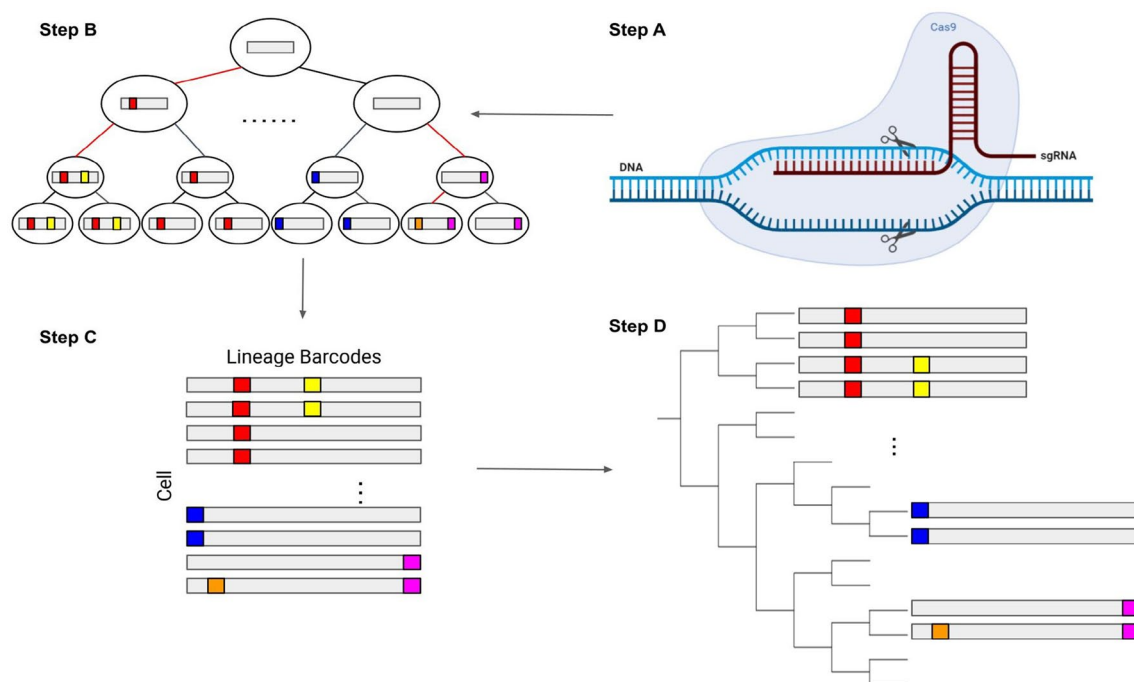 Step B
Step A
Cas9
DNA
sgRNA
Step C
Lineage Barcodes
Cell
Step D